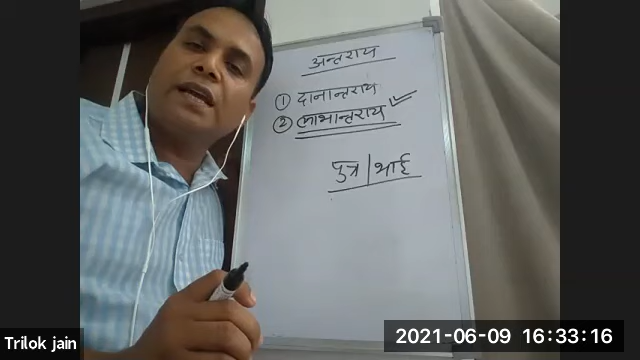 अन्तराय
① दानान्तराय
② लाभान्तराय
पुत्र | भाई
Trilok jain
2021-06-09 16:33:16